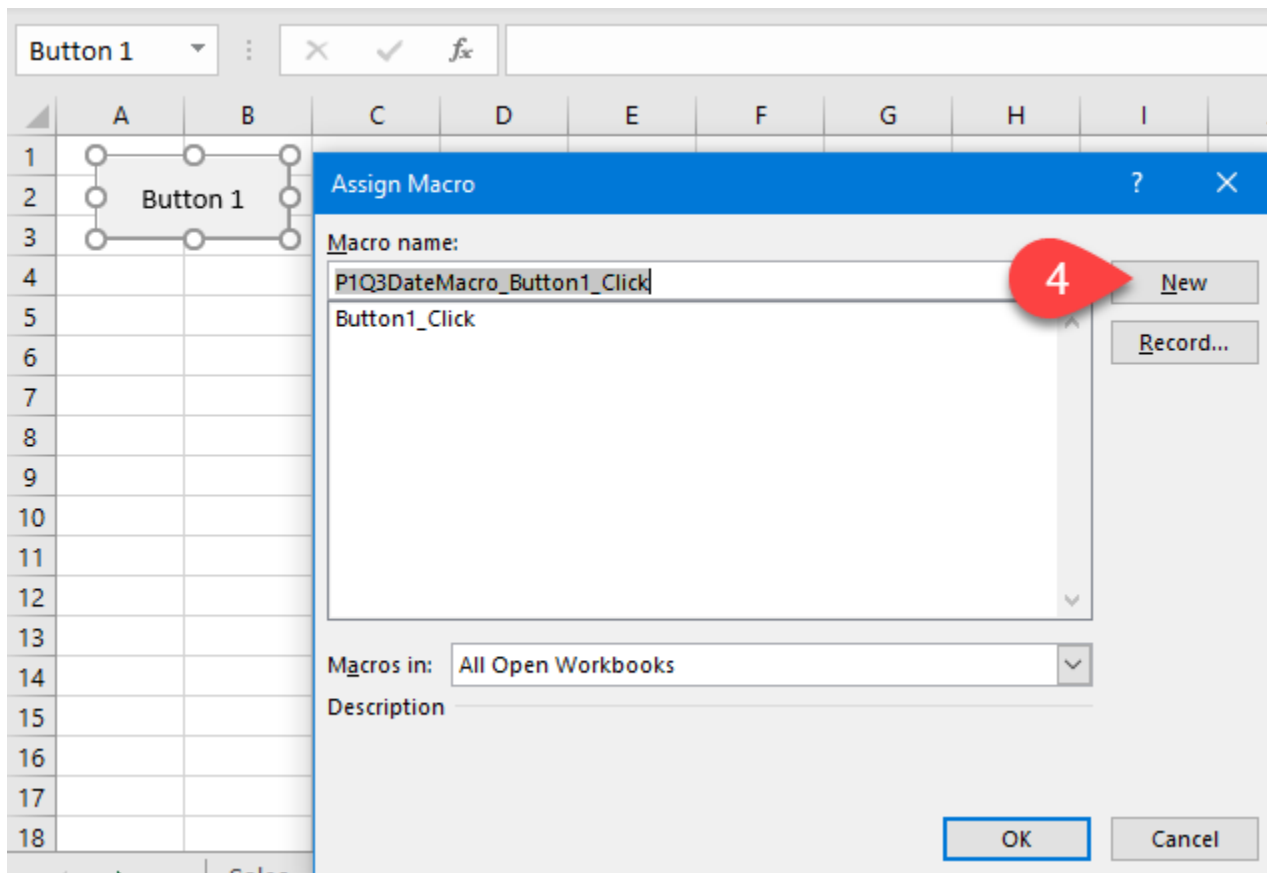 Button 1 fx
A B C D E F G H I
1
2 Button 1
3
4
5
6
7
8
9
10
11
12
13
14
15
16
17
18
Assign Macro ? X
Macro name:
P1Q3DateMacro_Button1_Click
4 New
Button1_Click
Record...
Macros in: All Open Workbooks
Description
OK Cancel